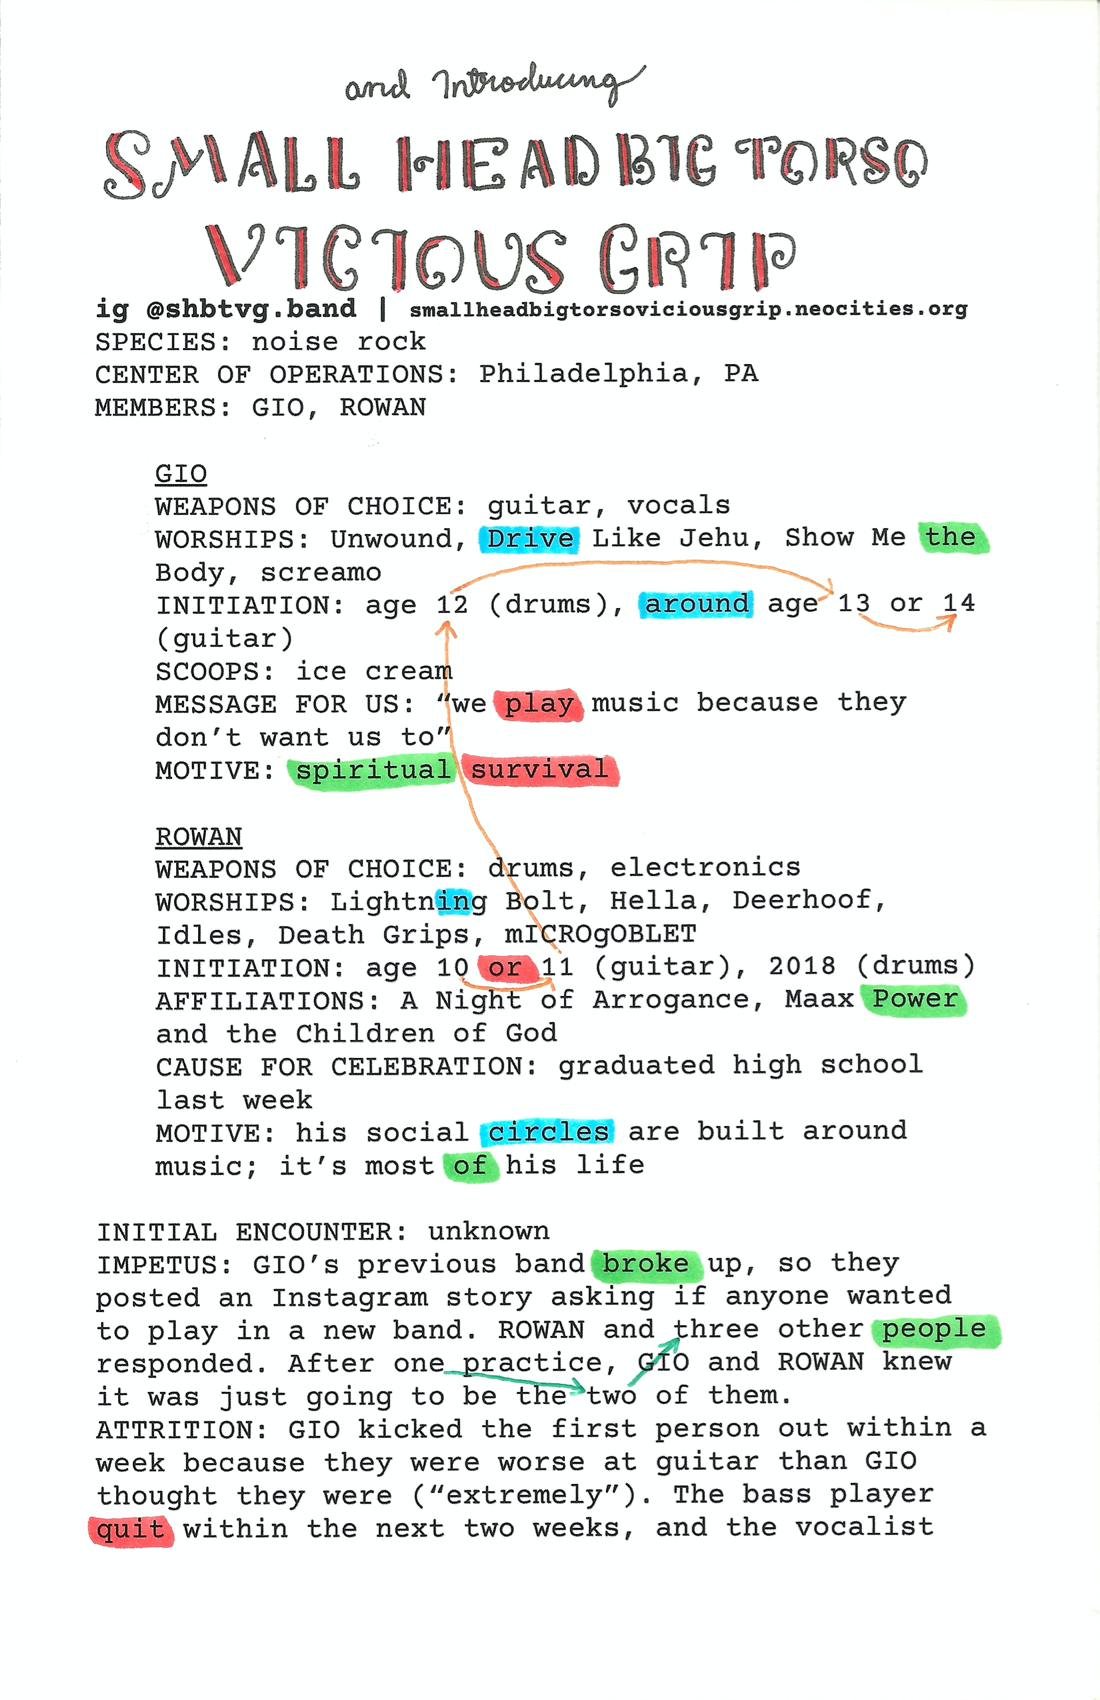 and Introducing
SMALL HEAD BIG TORSO
VICIOUS GRIP
ig @shbtvg.band | smallheadbigtorsoviciousgrip.neocities.org
SPECIES: noise rock
CENTER OF OPERATIONS: Philadelphia, PA
MEMBERS: GIO, ROWAN
GIO
WEAPONS OF CHOICE: guitar, vocals
WORSHIPS: Unwound, Drive Like Jehu, Show Me the
Body, screamo
INITIATION: age 12 (drums), around age 13 or 14
(guitar)
SCOOPS: ice cream
MESSAGE FOR US: “we play music because they
don’t want us to”
MOTIVE: spiritual survival
ROWAN
WEAPONS OF CHOICE: drums, electronics
WORSHIPS: Lightning Bolt, Hella, Deerhoof,
Idles, Death Grips, mICROgOBLET
INITIATION: age 10 or 11 (guitar), 2018 (drums)
AFFILIATIONS: A Night of Arrogance, Maax Power
and the Children of God
CAUSE FOR CELEBRATION: graduated high school
last week
MOTIVE: his social circles are built around
music; it’s most of his life
INITIAL ENCOUNTER: unknown
IMPETUS: GIO’s previous band broke up, so they
posted an Instagram story asking if anyone wanted
to play in a new band. ROWAN and three other people
responded. After one practice, GIO and ROWAN knew
it was just going to be the two of them.
ATTRITION: GIO kicked the first person out within a
week because they were worse at guitar than GIO
thought they were (“extremely”). The bass player
quit within the next two weeks, and the vocalist